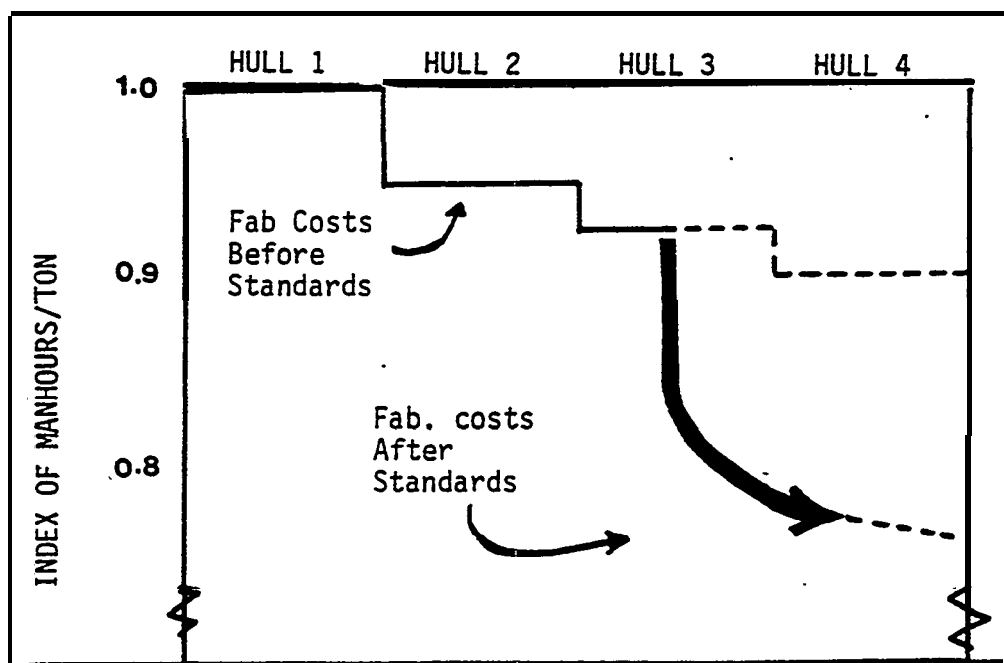 HULL 1
HULL 2
HULL 3
HULL 4
1.0
Fab Costs
Before
Standards
0.9
Fab. costs
After
Standards
0.8
INDEX OF MANHOURS/TON